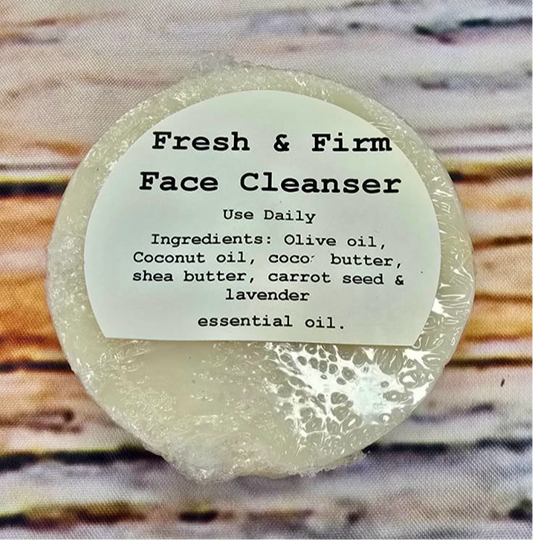 Fresh & Firm
Face Cleanser
Use Daily
Ingredients: Olive oil,
Coconut oil, coco butter,
shea butter, carrot seed &
lavender
essential oil.